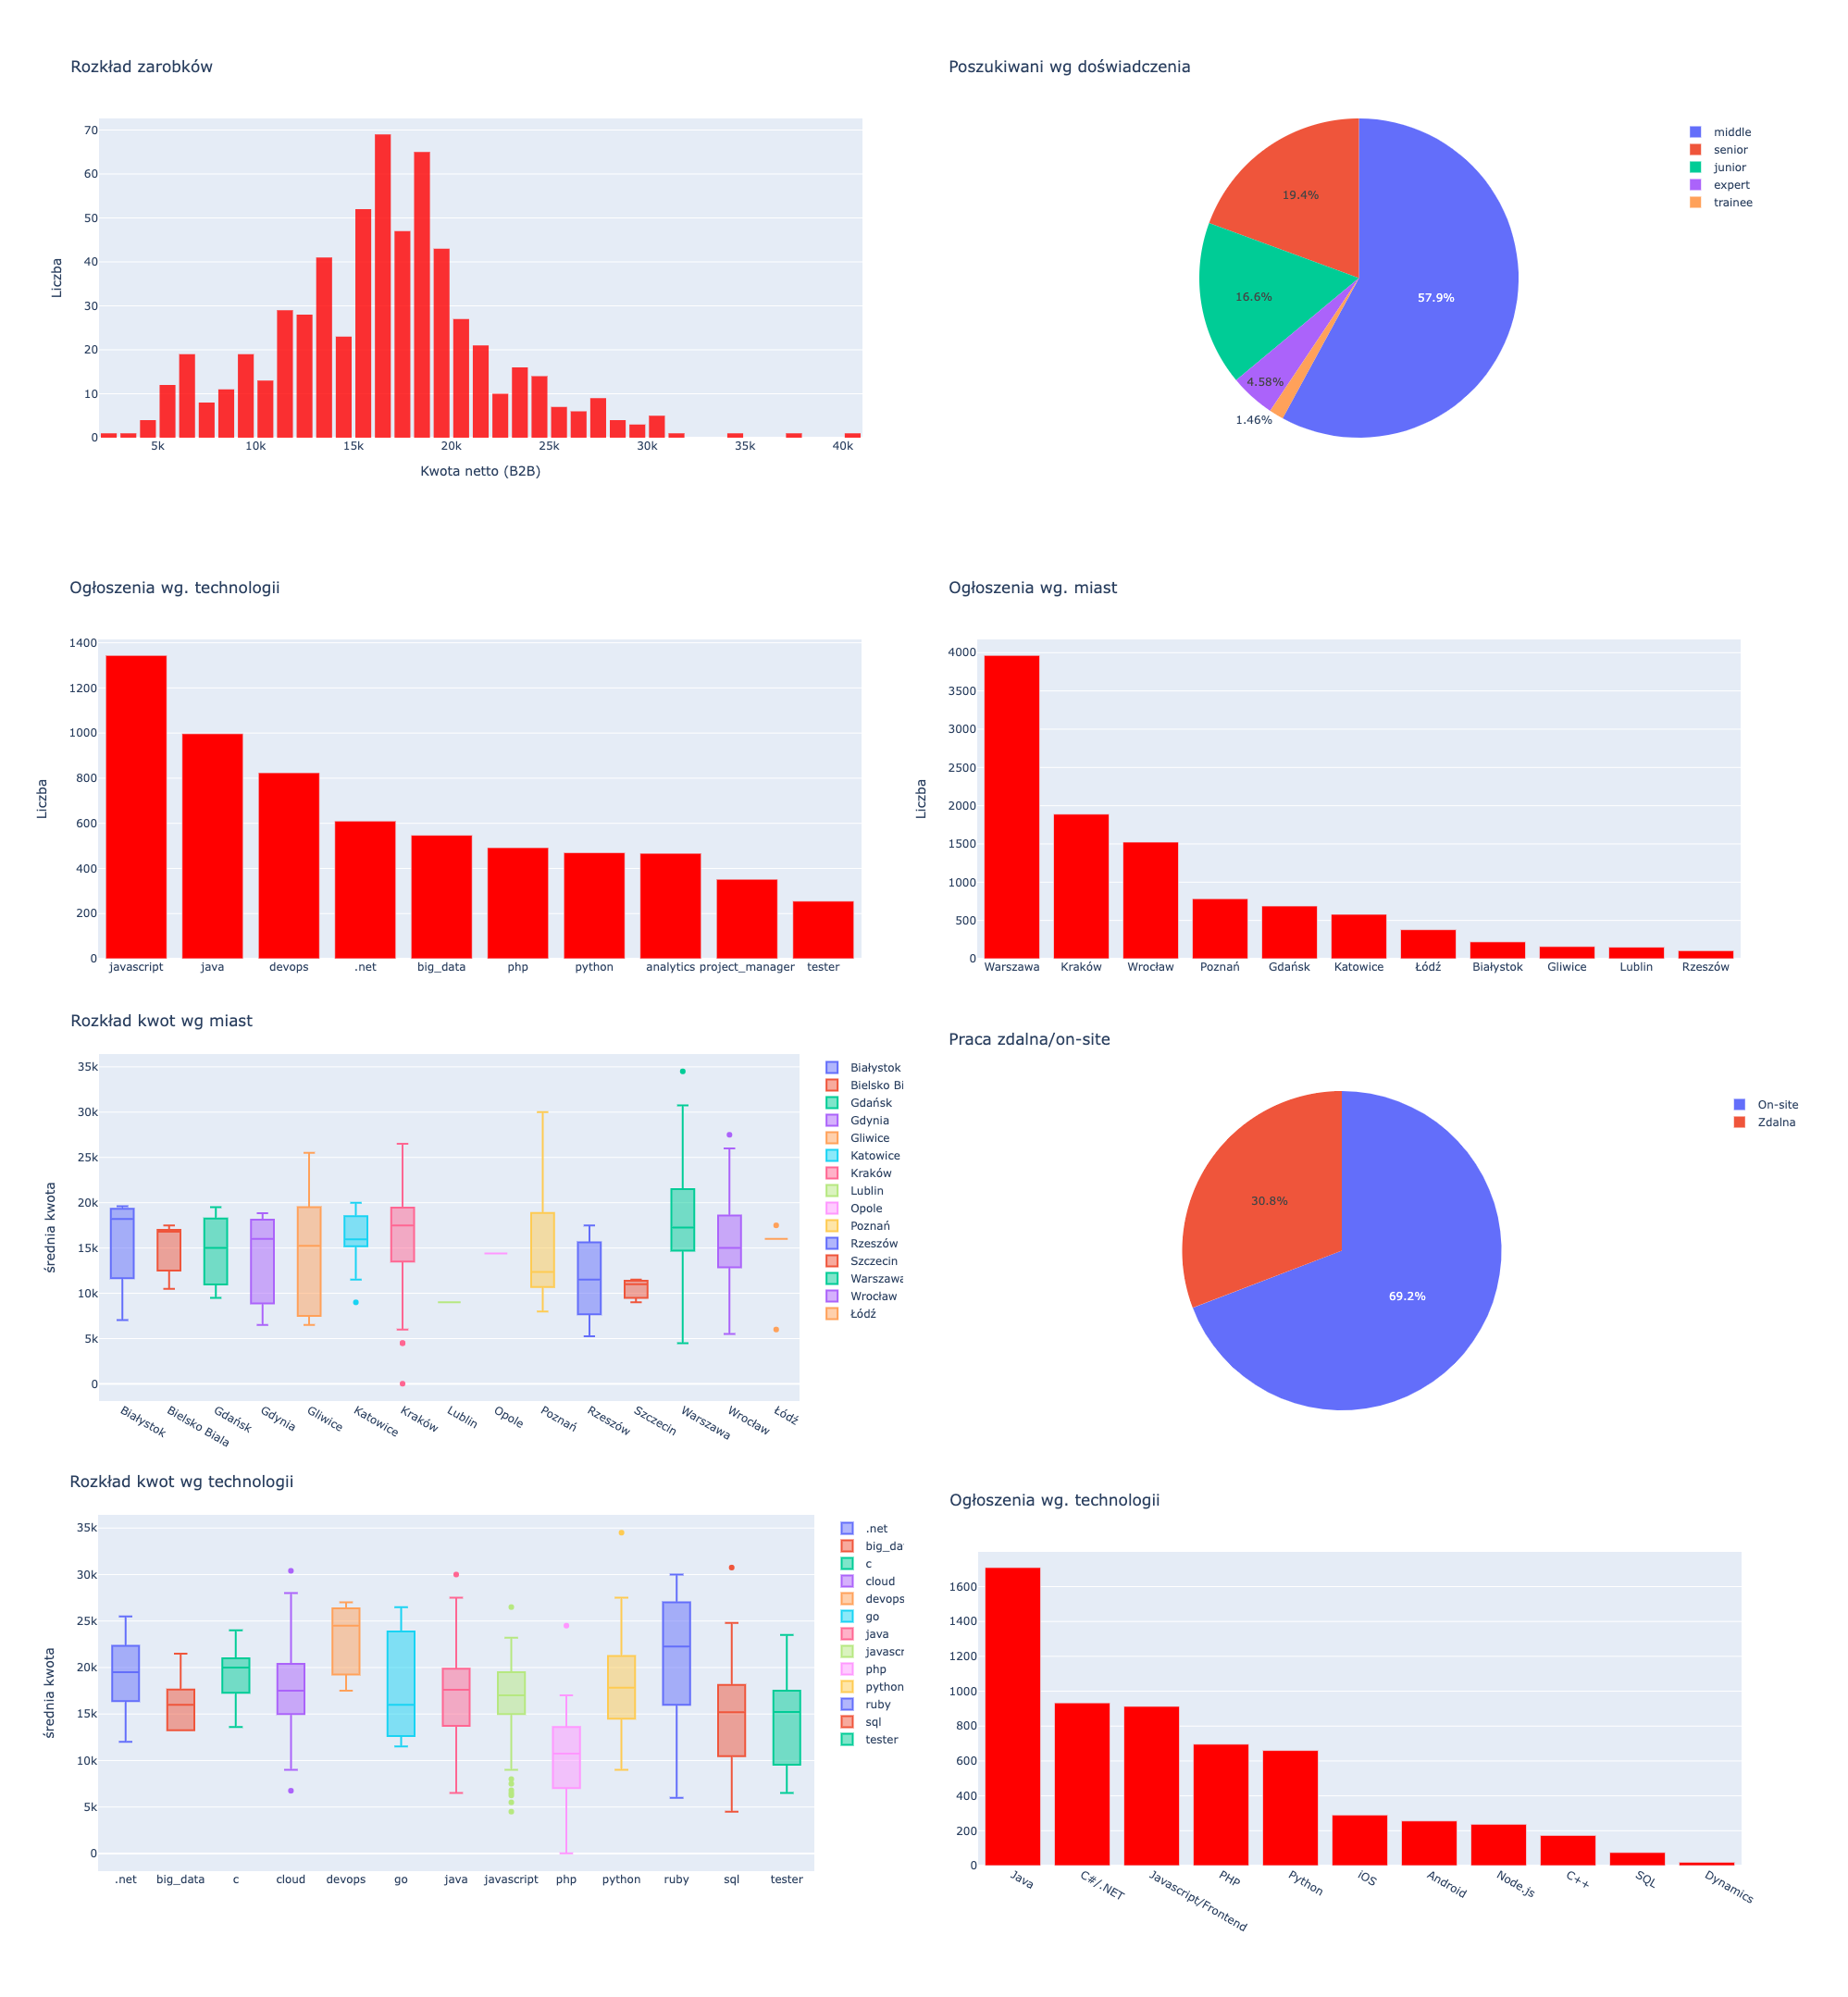 Rozkład zarobków
Liczba
70
60
50
40
30
20
10
0
5k 10k 15k 20k 25k 30k 35k 40k
Kwota netto (B2B)
Poszukiwani wg doświadczenia
19.4%
16.6%
57.9%
4.58%
1.46%
middle
senior
junior
expert
trainee
Ogłoszenia wg. technologii
Liczba
1400
1200
1000
800
600
400
200
0
javascript java devops .net big_data php python analytics project_manager tester
Ogłoszenia wg. miast
Liczba
4000
3500
3000
2500
2000
1500
1000
500
0
Warszawa Kraków Wrocław Poznań Gdańsk Katowice Łódź Białystok Gliwice Lublin Rzeszów
Rozkład kwot wg miast
średnia kwota
35k
30k
25k
20k
15k
10k
5k
0
Białystok Bielsko Biala Gdańsk Gdynia Gliwice Katowice Kraków Lublin Opole Poznań Rzeszów Szczecin Warszawa Wrocław Łódź
Białystok
Bielsko Bi
Gdańsk
Gdynia
Gliwice
Katowice
Kraków
Lublin
Opole
Poznań
Rzeszów
Szczecin
Warszawa
Wrocław
Łódź
Praca zdalna/on-site
30.8%
69.2%
On-site
Zdalna
Rozkład kwot wg technologii
średnia kwota
35k
30k
25k
20k
15k
10k
5k
0
.net big_data c cloud devops go java javascript php python ruby sql tester
.net
big_da
c
cloud
devops
go
java
javascr
php
python
ruby
sql
tester
Ogłoszenia wg. technologii
1600
1400
1200
1000
800
600
400
200
0
Java C#/.NET Javascript/Frontend PHP Python iOS Android Node.js C++ SQL Dynamics